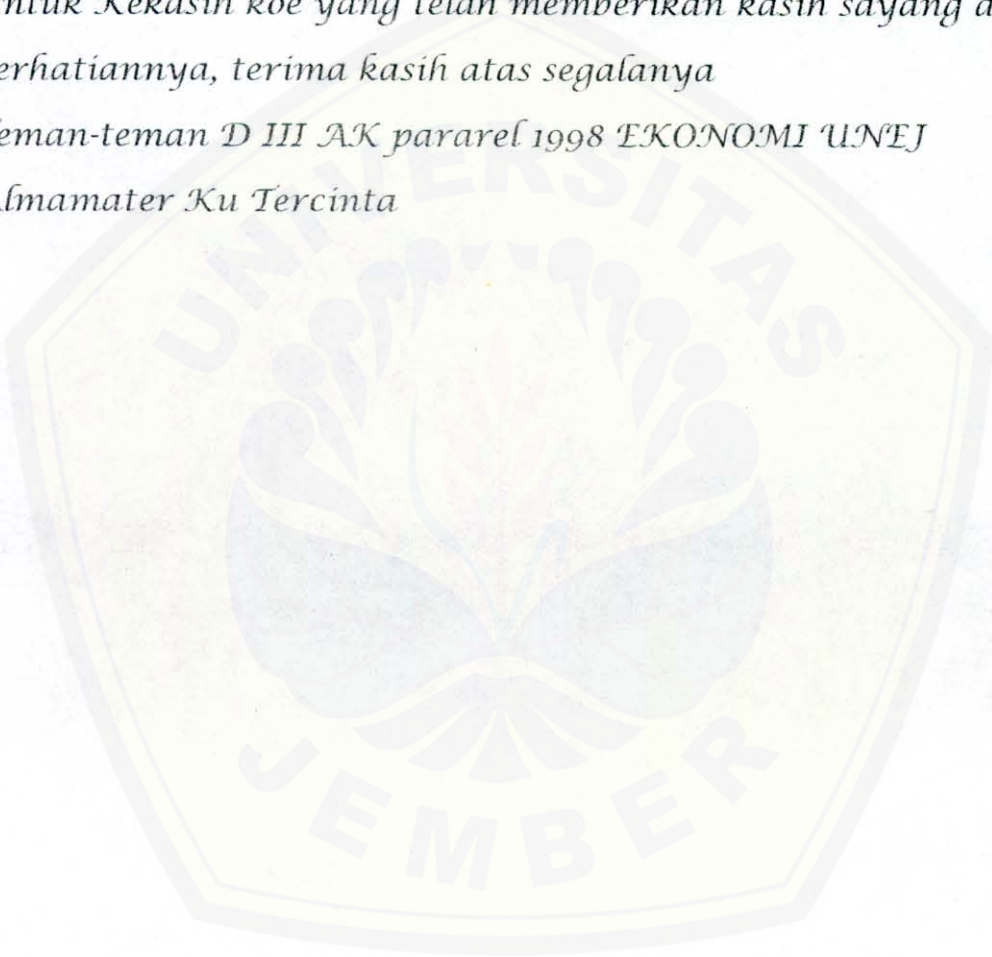 ntuk Kekasih koe yang telah memberikan kasih sayang d
erhatiannya, terima kasih atas segalanya
eman-teman D III AK pararel 1998 EKONOMI UNEJ
lmamater Ku Tercinta
UNIVERSITAS
JEMBER